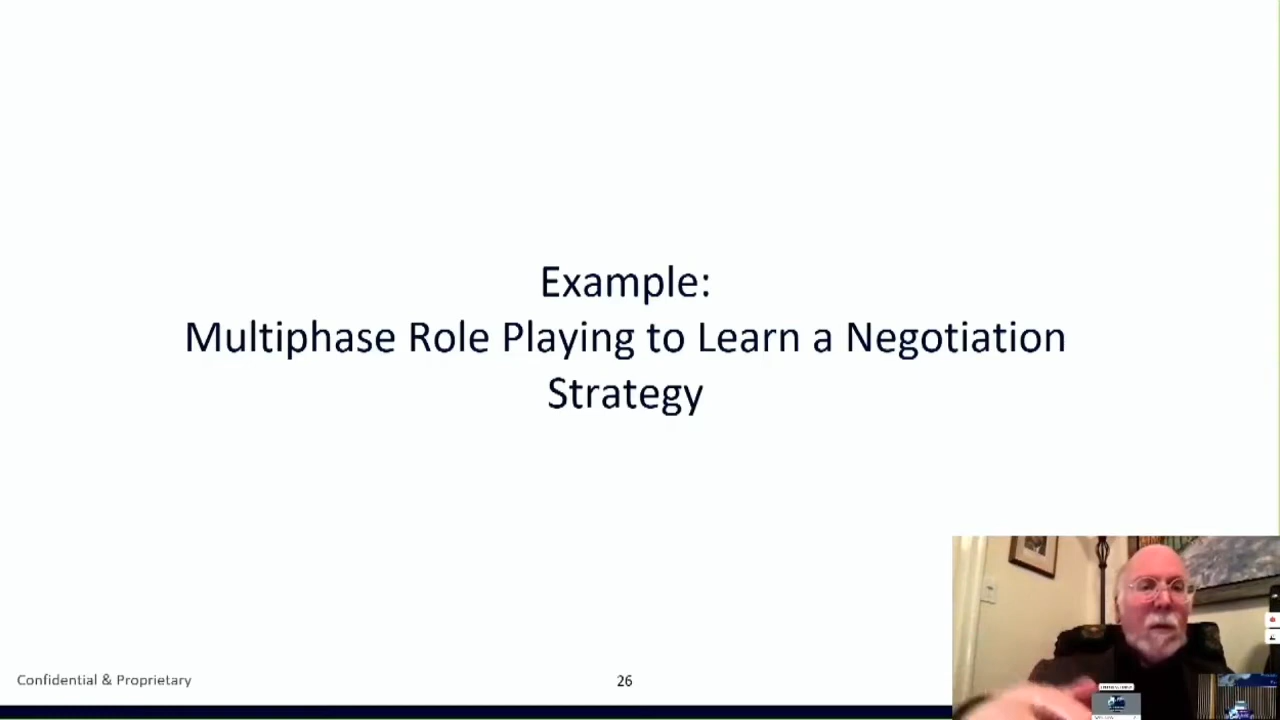 Example:
Multiphase Role Playing to Learn a Negotiation
Strategy
Confidential & Proprietary
26